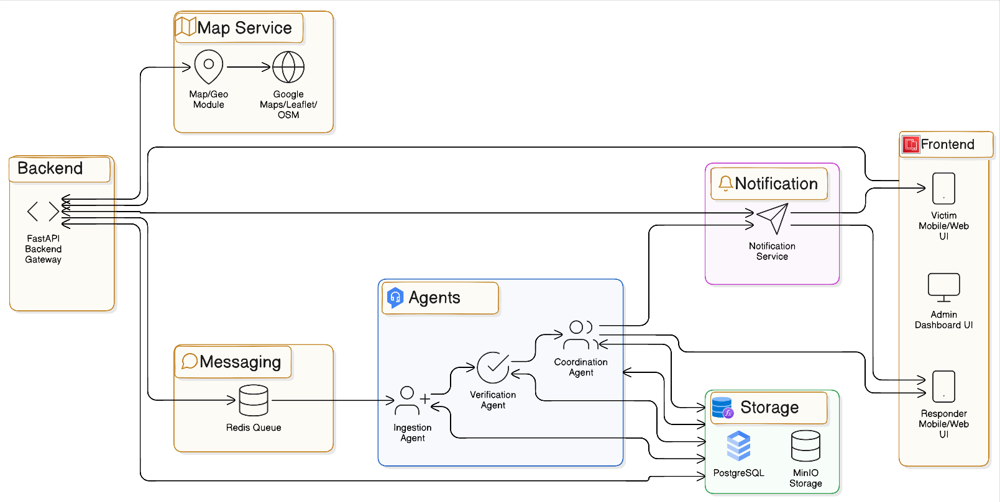 Map Service
Map/Geo
Module
Google
Maps/Leaflet/
OSM
Backend
FastAPI
Backend
Gateway
Frontend
Victim
Mobile/Web
UI
Admin
Dashboard UI
Responder
Mobile/Web
UI
Notification
Notification
Service
Agents
Coordination
Agent
Verification
Agent
Ingestion
Agent
Messaging
Redis Queue
fx
Storage
PostgreSQL
MinIO
Storage